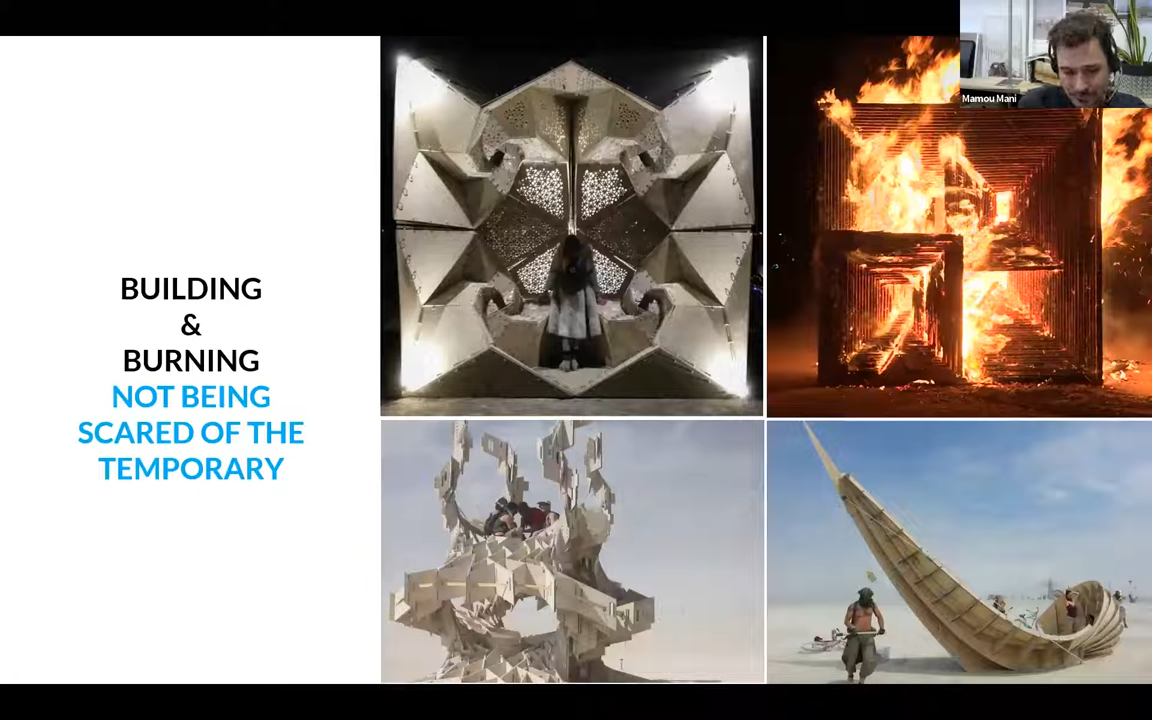 BUILDING
&
BURNING
NOT BEING
SCARED OF THE
TEMPORARY
Mamou Mani